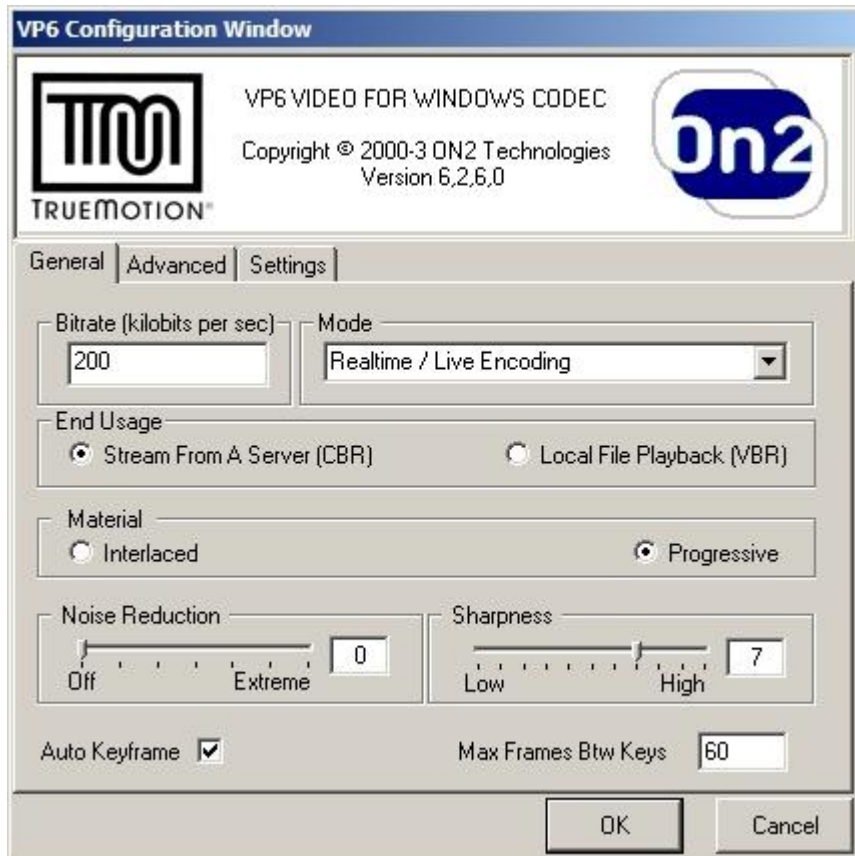 VP6 Configuration Window
TM
TRUEMOTION®
VP6 VIDEO FOR WINDOWS CODEC
Copyright © 2000-3 ON2 Technologies
Version 6,2,6,0
On2
General
Advanced
Settings
Bitrate (kilobits per sec)
200
Mode
Realtime / Live Encoding
End Usage
Stream From A Server (CBR)
Local File Playback (VBR)
Material
Interlaced
Progressive
Noise Reduction
0
Off
Extreme
Sharpness
7
Low
High
Auto Keyframe
Max Frames Btw Keys
60
OK
Cancel